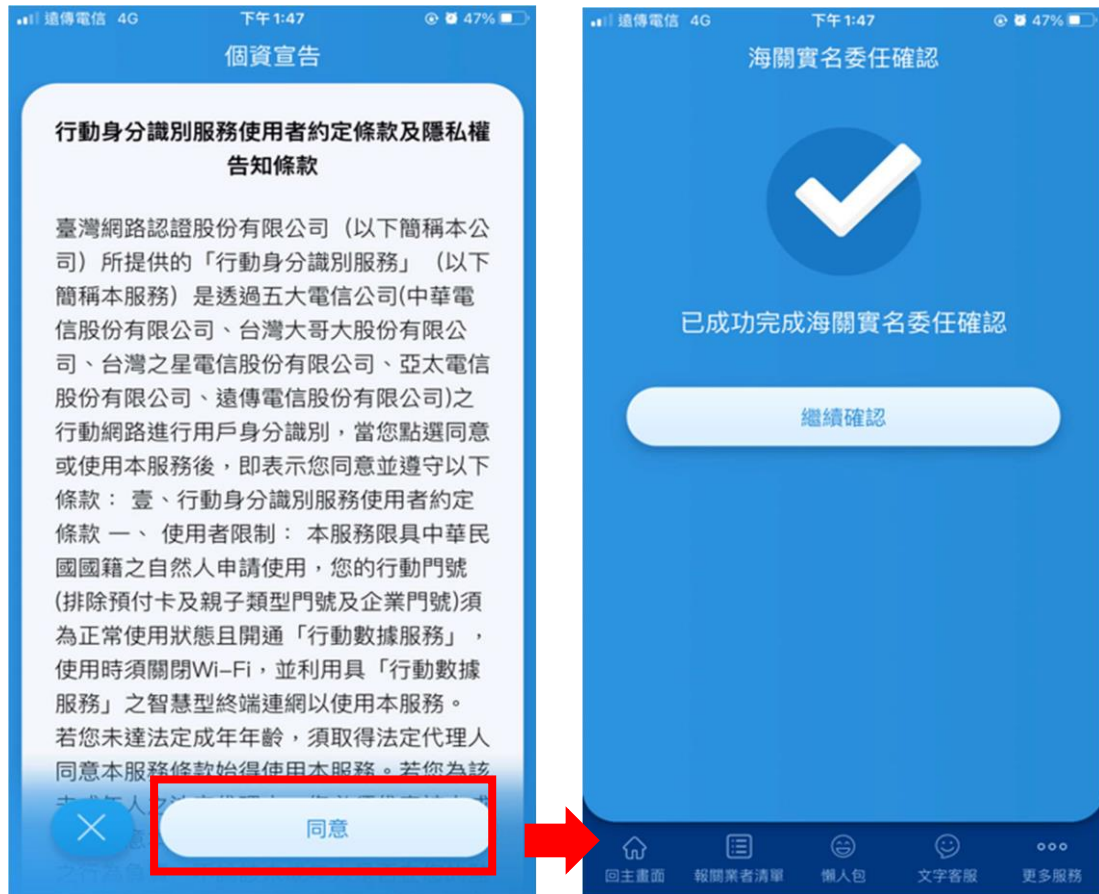 遠傳電信 4G 下午1:47 47%
個資宣告
行動身分識別服務使用者約定條款及隱私權
告知條款
臺灣網路認證股份有限公司（以下簡稱本公
司）所提供的「行動身分識別服務」（以下
簡稱本服務）是透過五大電信公司(中華電
信股份有限公司、台灣大哥大股份有限公
司、台灣之星電信股份有限公司、亞太電信
股份有限公司、遠傳電信股份有限公司)之
行動網路進行用戶身分識別，當您點選同意
或使用本服務後，即表示您同意並遵守以下
條款： 壹、行動身分識別服務使用者約定
條款 一、 使用者限制： 本服務限具中華民
國國籍之自然人申請使用，您的行動門號
(排除預付卡及親子類型門號及企業門號)須
為正常使用狀態且開通「行動數據服務」，
使用時須關閉Wi-Fi，並利用具「行動數據
服務」之智慧型終端連網以使用本服務。
若您未達法定成年年齡，須取得法定代理人
同意本服務條款始得使用本服務。若您為該
同意
遠傳電信 4G 下午1:47 47%
海關實名委任確認
已成功完成海關實名委任確認
繼續確認
回主畫面 報關業者清單 懶人包 文字客服 更多服務